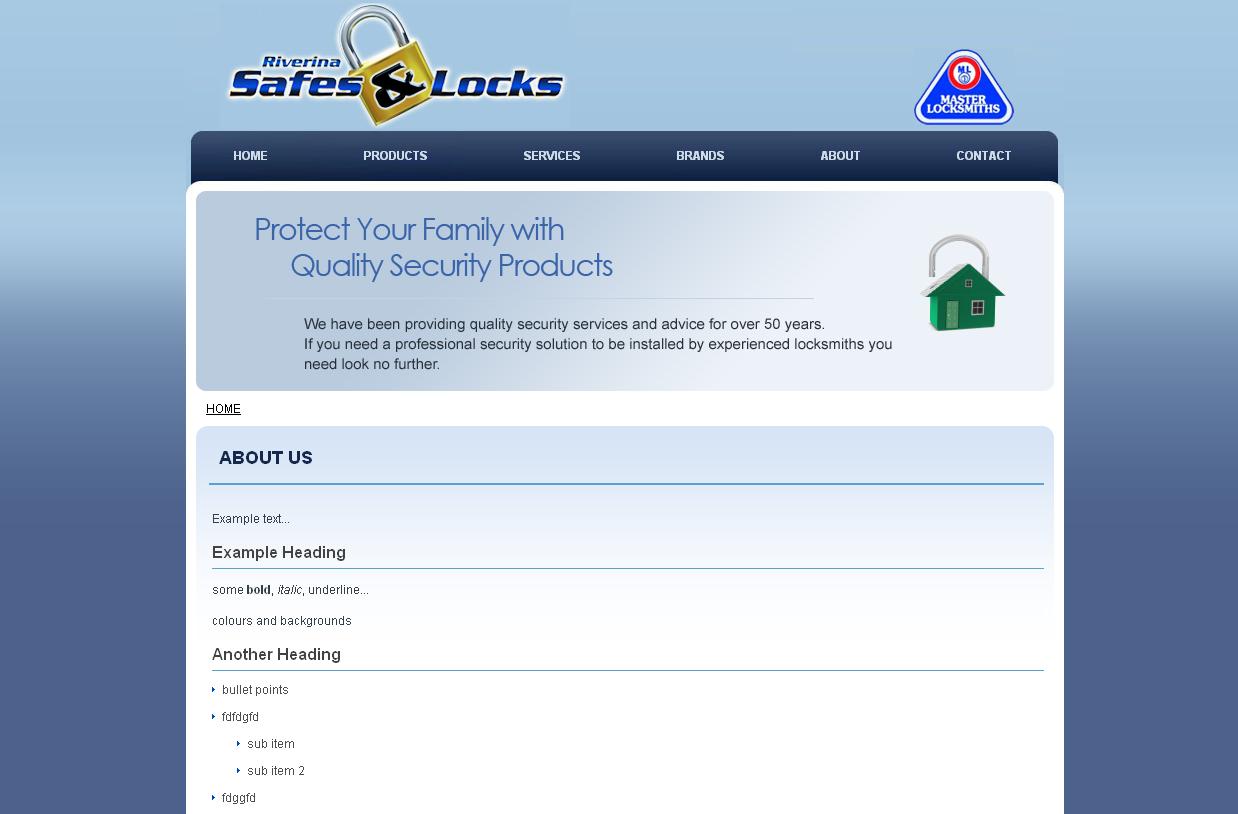 Riverina
Safes & Locks
M.L
MASTER
LOCKSMITHS
HOME PRODUCTS SERVICES BRANDS ABOUT CONTACT
Protect Your Family with
Quality Security Products
We have been providing quality security services and advice for over 50 years.
If you need a professional security solution to be installed by experienced locksmiths you
need look no further.
HOME
ABOUT US
Example text...
Example Heading
some bold, italic, underline...
colours and backgrounds
Another Heading
bullet points
fdfdgfd
sub item
sub item 2
fdggfd